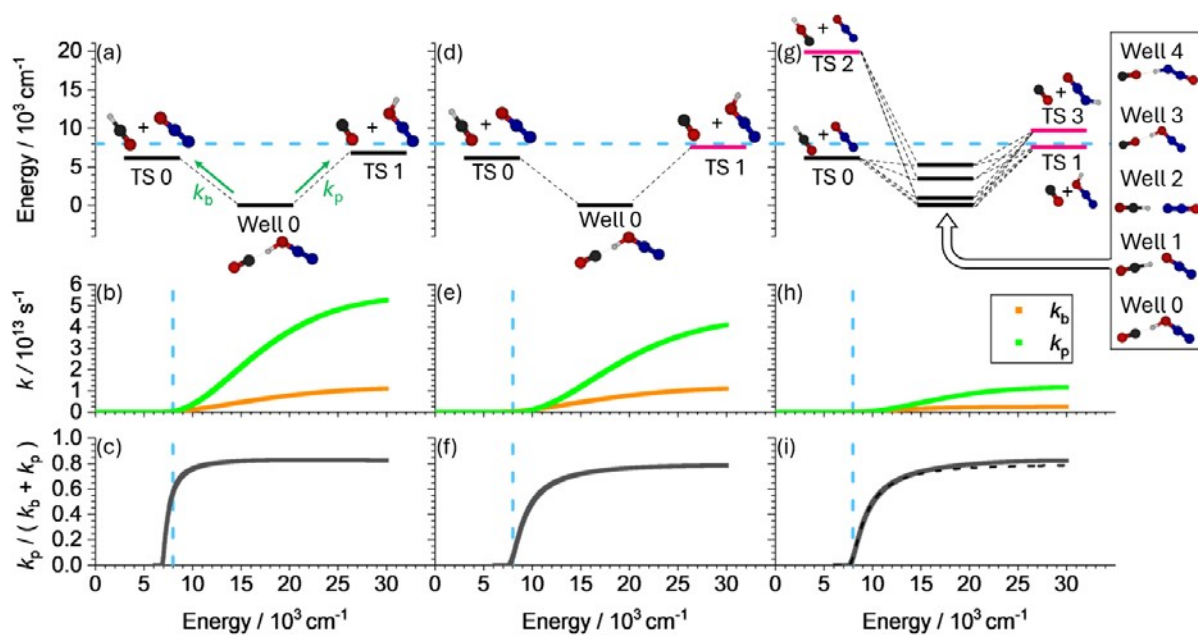 (a)
(d)
(g)
Energy / 10³ cm⁻¹
20
15
10
5
0
+
TS 0
+
TS 1
k_b
k_p
Well 0
+
TS 0
+
TS 1
Well 0
+
TS 2
+
TS 0
+
TS 3
TS 1
+
Well 4
Well 3
Well 2
Well 1
Well 0
(b)
(e)
(h)
k / 10¹³ s⁻¹
6
5
4
3
2
1
0
k_b
k_p
(c)
(f)
(i)
k_p / ( k_b + k_p )
1.0
0.8
0.6
0.4
0.2
0.0
0 5 10 15 20 25 30
0 5 10 15 20 25 30
0 5 10 15 20 25 30
Energy / 10³ cm⁻¹
Energy / 10³ cm⁻¹
Energy / 10³ cm⁻¹